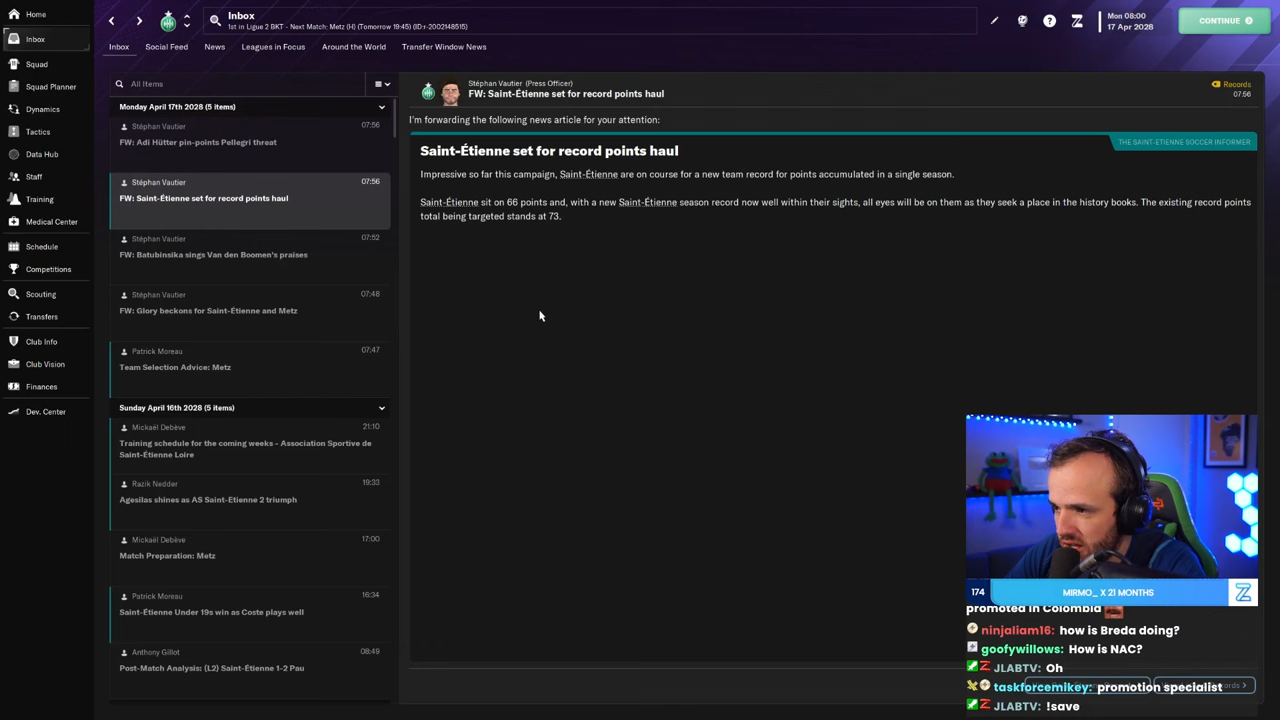 Home
Inbox
1st in Ligue 2 BKT - Next Match: Metz (H) (Tomorrow 19:45) (ID:r-2002148515)
Mon 08:00
17 Apr 2028
CONTINUE
Inbox
Social Feed
News
Leagues in Focus
Around the World
Transfer Window News
Inbox
Squad
Squad Planner
Dynamics
Tactics
Data Hub
Staff
Training
Medical Center
Schedule
Competitions
Scouting
Transfers
Club Info
Club Vision
Finances
Dev. Center
All Items
Monday April 17th 2028 (5 items)
Stéphan Vautier 07:56
FW: Adi Hütter pin-points Pellegri threat
Stéphan Vautier 07:56
FW: Saint-Étienne set for record points haul
Stéphan Vautier 07:52
FW: Batubinsika sings Van den Boomen's praises
Stéphan Vautier 07:48
FW: Glory beckons for Saint-Étienne and Metz
Patrick Moreau 07:47
Team Selection Advice: Metz
Sunday April 16th 2028 (5 items)
Mickaël Debève 21:10
Training schedule for the coming weeks - Association Sportive de
Saint-Étienne Loire
Razik Nedder 19:33
Agesilas shines as AS Saint-Etienne 2 triumph
Mickaël Debève 17:00
Match Preparation: Metz
Patrick Moreau 16:34
Saint-Étienne Under 19s win as Coste plays well
Anthony Gillot 08:49
Post-Match Analysis: (L2) Saint-Étienne 1-2 Pau
Stéphan Vautier (Press Officer)
FW: Saint-Étienne set for record points haul
Records
07:56
I'm forwarding the following news article for your attention:
THE SAINT-ETIENNE SOCCER INFORMER
Saint-Étienne set for record points haul
Impressive so far this campaign, Saint-Étienne are on course for a new team record for points accumulated in a single season.
Saint-Étienne sit on 66 points and, with a new Saint-Étienne season record now well within their sights, all eyes will be on them as they seek a place in the history books. The existing record points
total being targeted stands at 73.
174 MIRMO_ X 21 MONTHS
promoted in Colombia
ninjaliam16: how is Breda doing?
goofywillows: How is NAC?
JLABTV: Oh
taskforcemikey: promotion specialist
JLABTV: !save